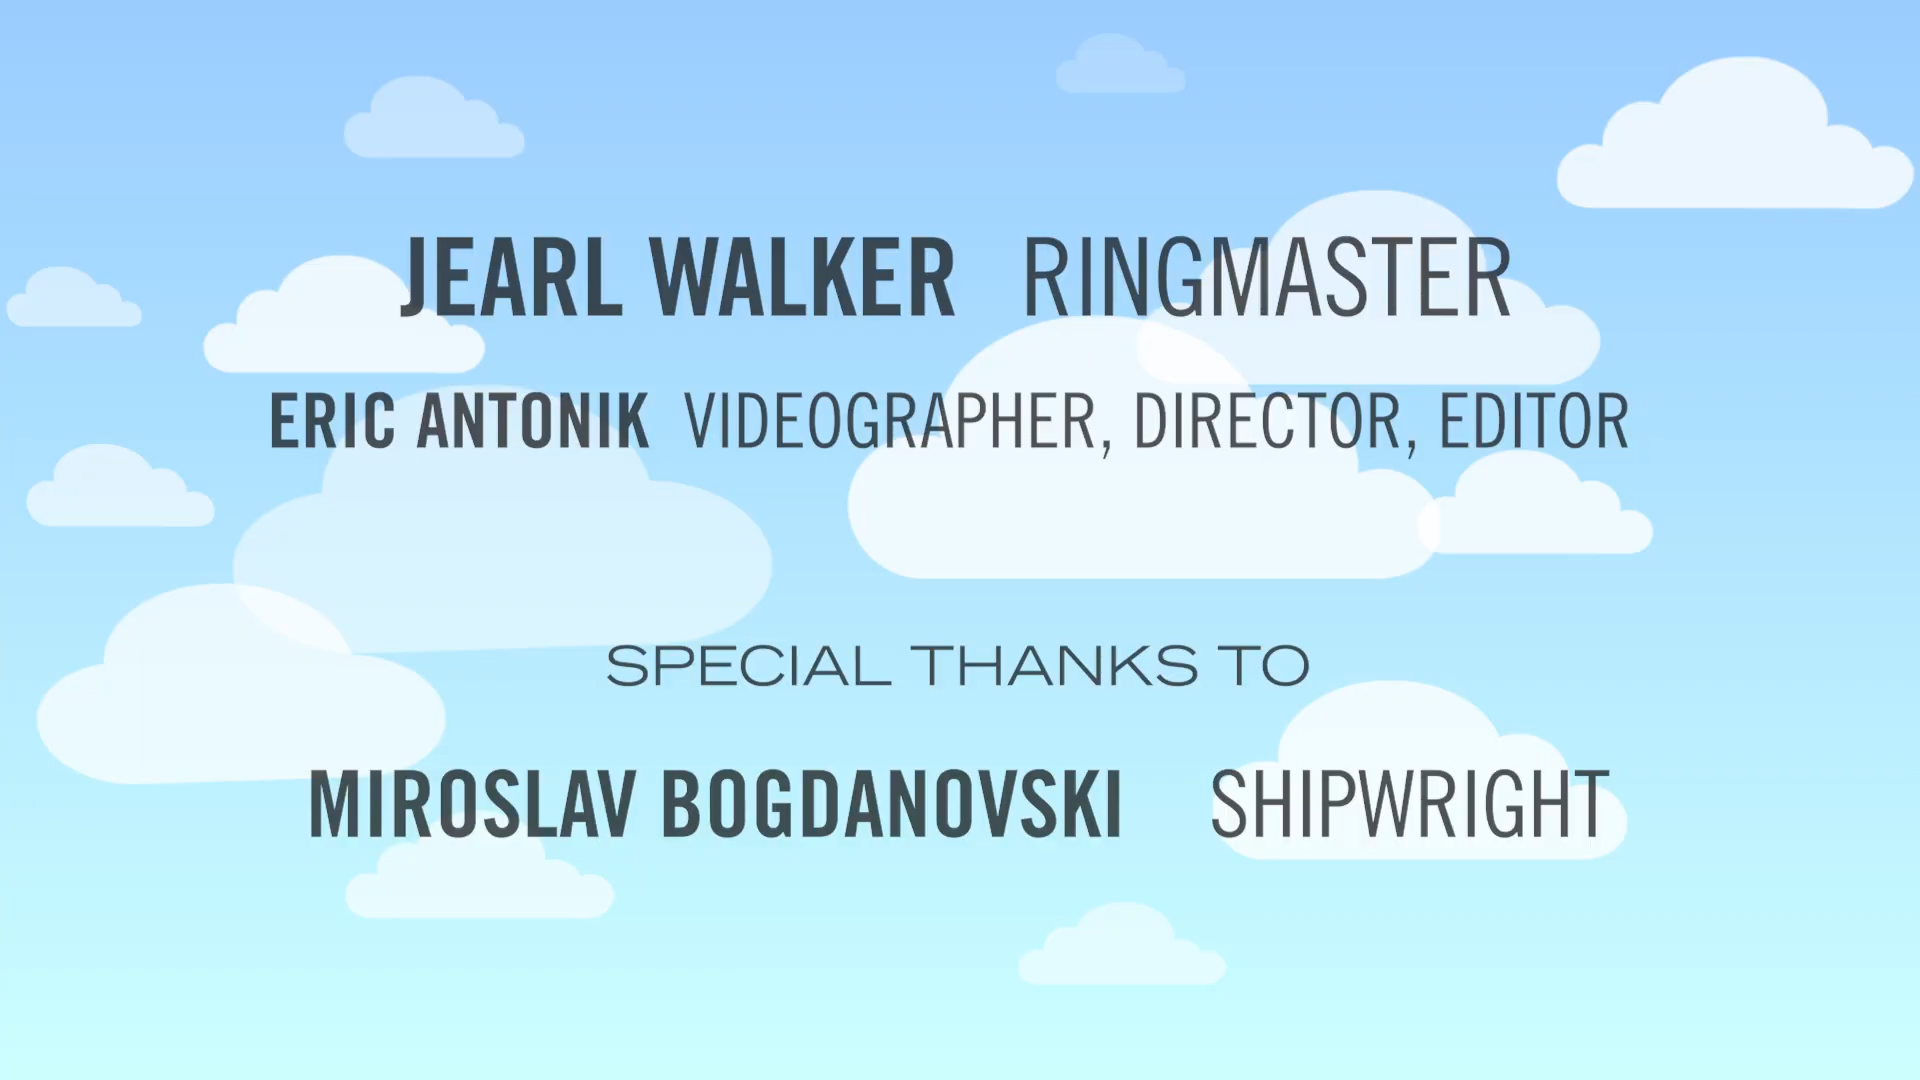 JEARL WALKER RINGMASTER
ERIC ANTONIK VIDEOGRAPHER, DIRECTOR, EDITOR
SPECIAL THANKS TO
MIROSLAV BOGDANOVSKI SHIPWRIGHT